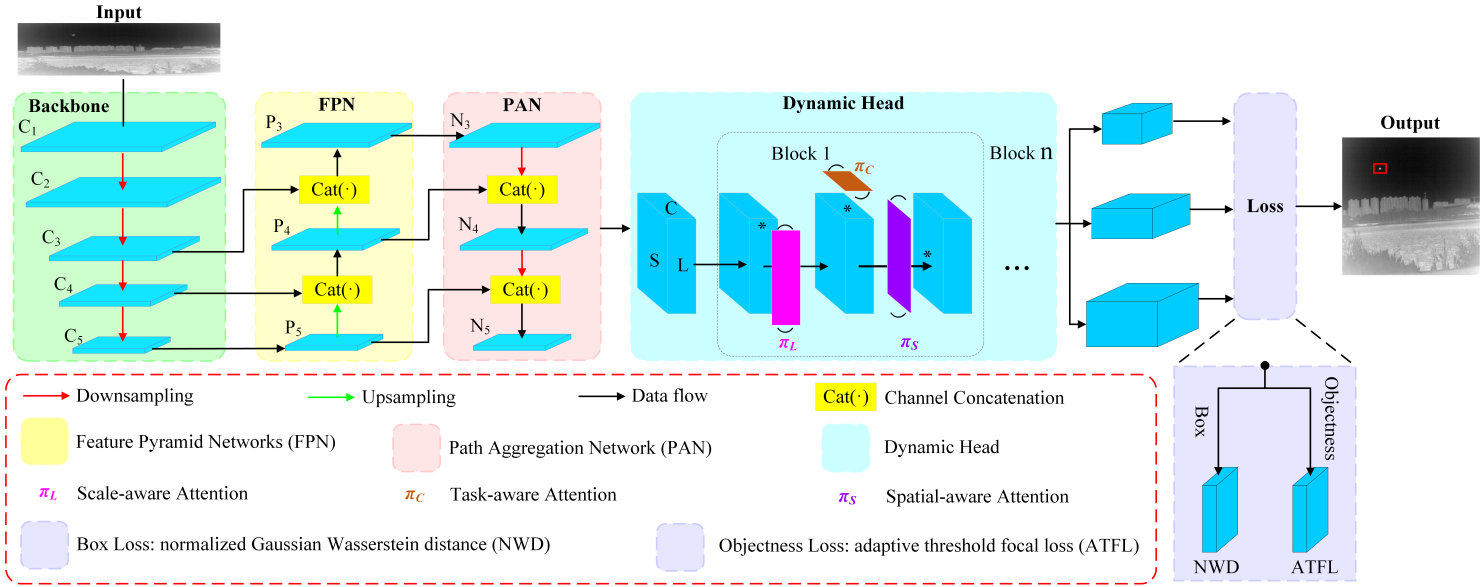 Input
Backbone
C1
C2
C3
C4
C5
FPN
P3
Cat(·)
P4
Cat(·)
P5
PAN
N3
Cat(·)
N4
Cat(·)
N5
Dynamic Head
Block 1
Block n
C
S
L
*
πL
πC
*
πS
*
...
Loss
Output
Box
Objectness
NWD
ATFL
Downsampling
Upsampling
Data flow
Cat(·)
Channel Concatenation
Feature Pyramid Networks (FPN)
Path Aggregation Network (PAN)
Dynamic Head
πL
Scale-aware Attention
πC
Task-aware Attention
πS
Spatial-aware Attention
Box Loss: normalized Gaussian Wasserstein distance (NWD)
Objectness Loss: adaptive threshold focal loss (ATFL)